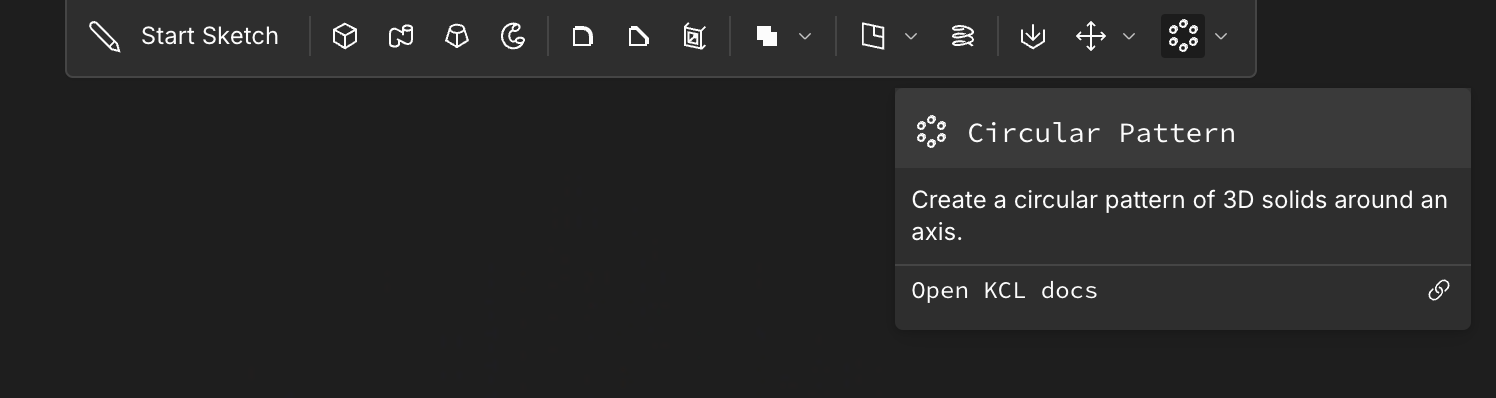 Start Sketch
Circular Pattern
Create a circular pattern of 3D solids around an
axis.
Open KCL docs